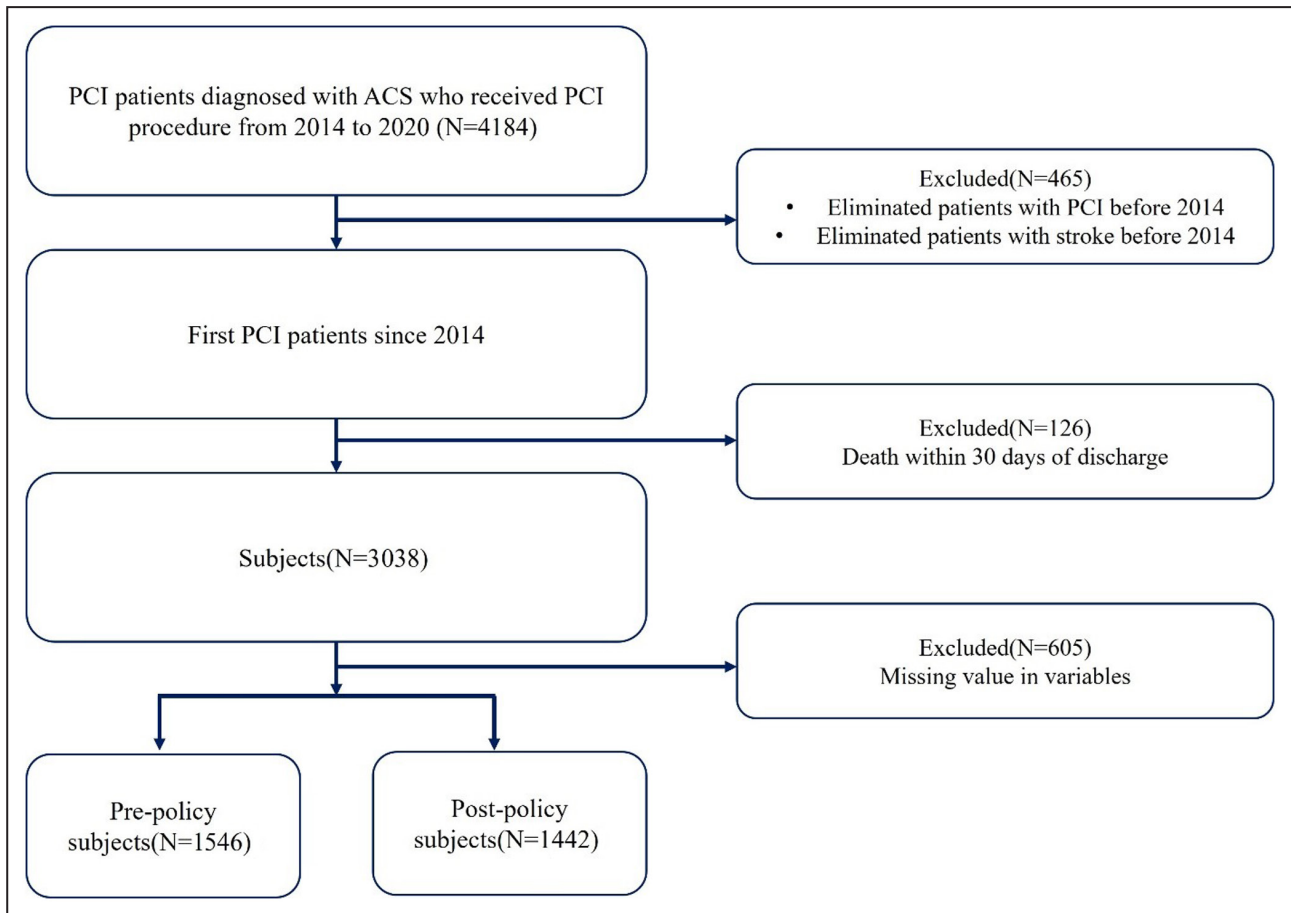 PCI patients diagnosed with ACS who received PCI
procedure from 2014 to 2020 (N=4184)
Excluded(N=465)
• Eliminated patients with PCI before 2014
• Eliminated patients with stroke before 2014
First PCI patients since 2014
Excluded(N=126)
Death within 30 days of discharge
Subjects(N=3038)
Excluded(N=605)
Missing value in variables
Pre-policy
subjects(N=1546)
Post-policy
subjects(N=1442)